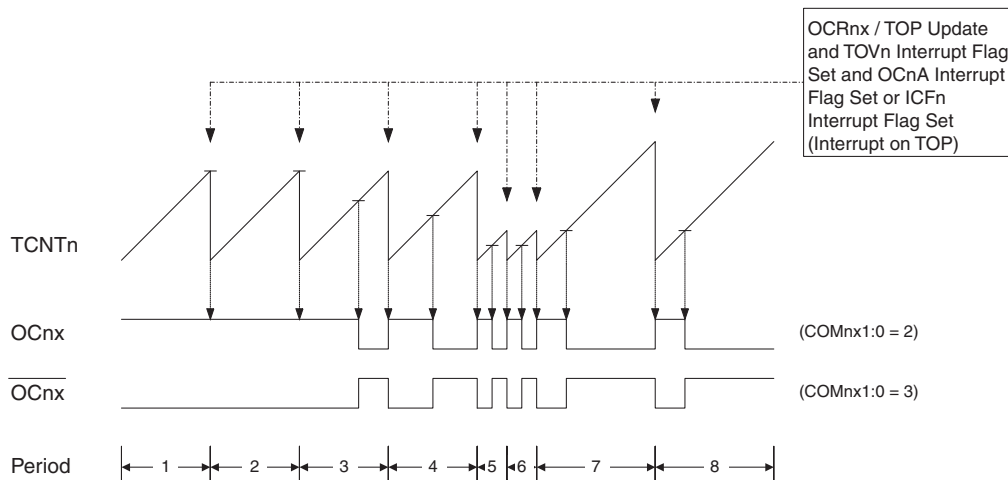 OCRnx / TOP Update
and TOVn Interrupt Flag
Set and OCnA Interrupt
Flag Set or ICFn
Interrupt Flag Set
(Interrupt on TOP)
TCNTn
OCnx
(COMnx1:0 = 2)
OCnx
(COMnx1:0 = 3)
Period
1 2 3 4 5 6 7 8